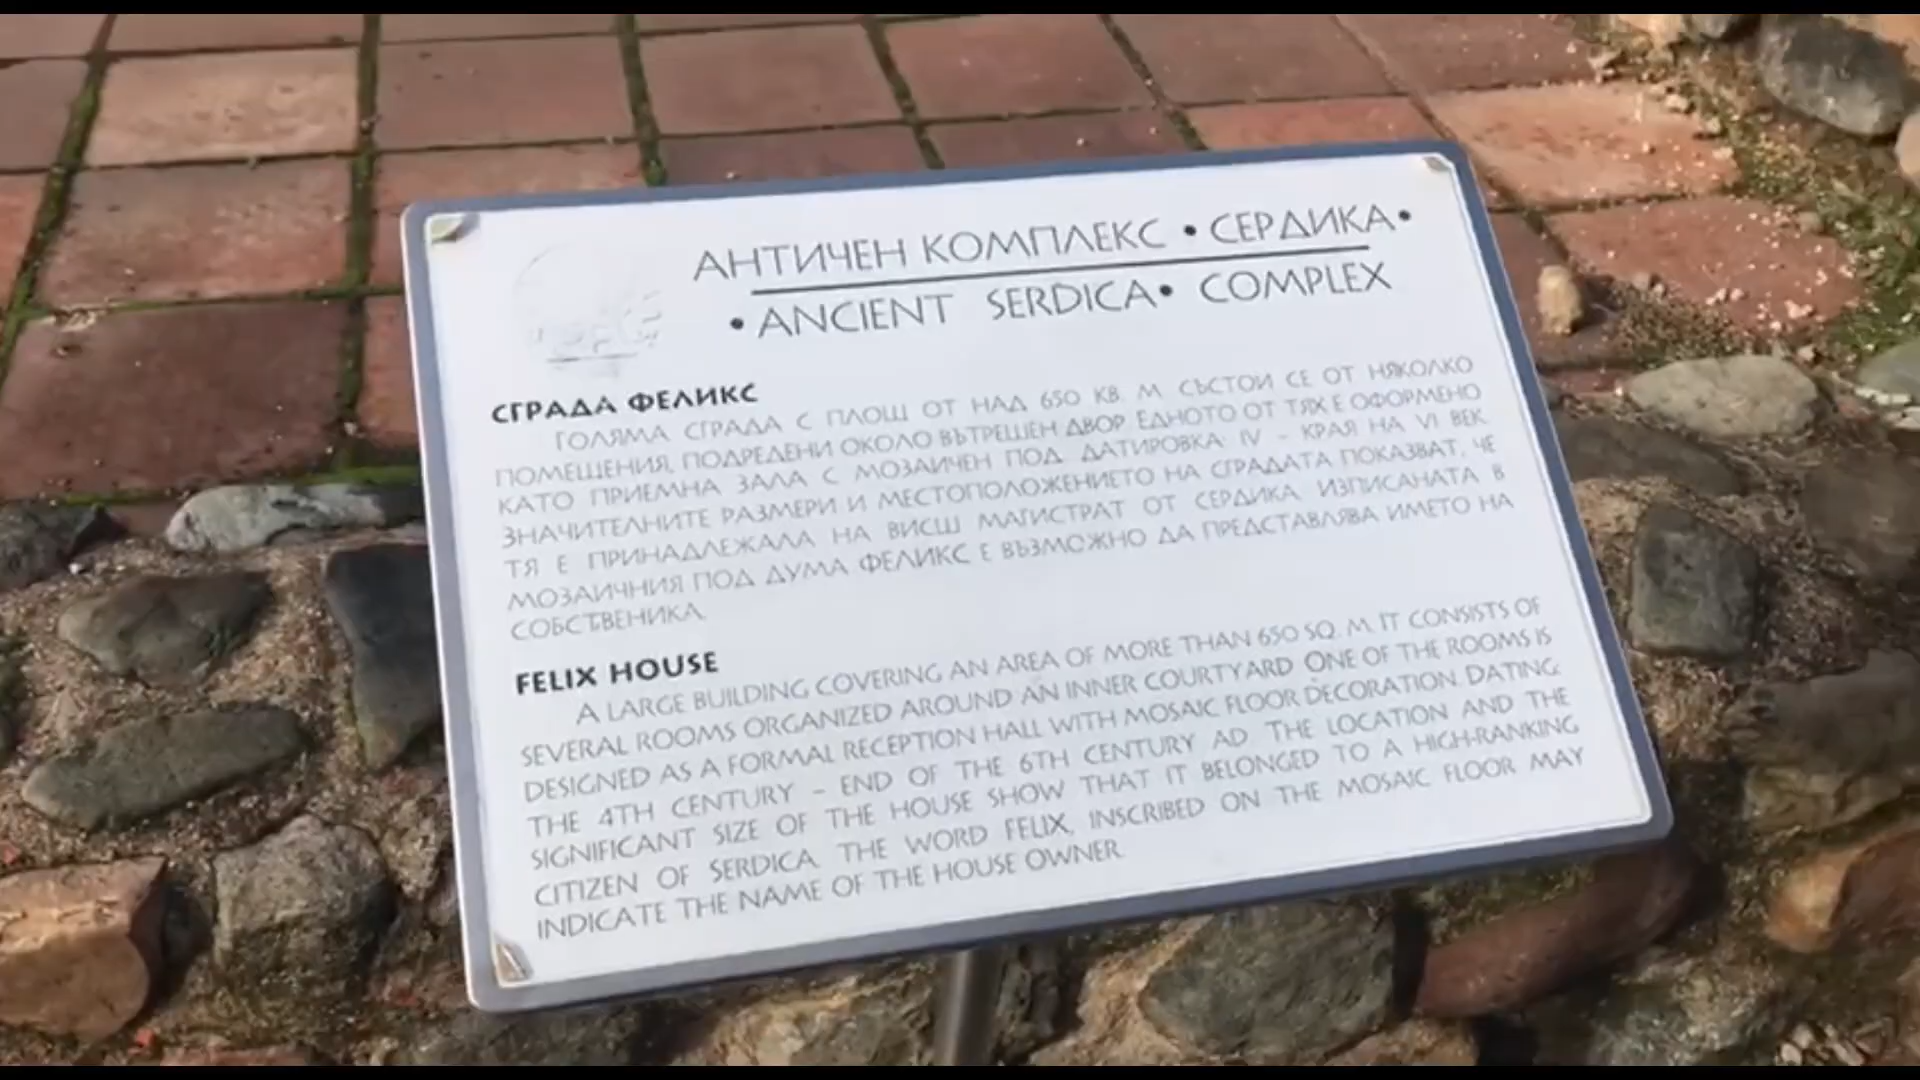 АНТИЧЕН КОМПЛЕКС • СЕРДИКА •
• ANCIENT SERDICA • COMPLEX
СГРАДА ФЕЛИКС
ГОЛЯМА СГРАДА С ПЛОЩ ОТ НАД 650 КВ. М. СЪСТОИ СЕ ОТ НЯКОЛКО
ПОМЕЩЕНИЯ, ПОДРЕДЕНИ ОКОЛО ВЪТРЕШЕН ДВОР. ЕДНОТО ОТ ТЯХ Е ОФОРМЕНО
КАТО ПРИЕМНА ЗАЛА С МОЗАИЧЕН ПОД. ДАТИРОВКА: IV – КРАЯ НА VI ВЕК.
ЗНАЧИТЕЛНИТЕ РАЗМЕРИ И МЕСТОПОЛОЖЕНИЕТО НА СГРАДАТА ПОКАЗВАТ, ЧЕ
ТЯ Е ПРИНАДЛЕЖАЛА НА ВИСШ МАГИСТРАТ ОТ СЕРДИКА. ИЗПИСАНАТА В
МОЗАИЧНИЯ ПОД ДУМА ФЕЛИКС Е ВЪЗМОЖНО ДА ПРЕДСТАВЛЯВА ИМЕТО НА
СОБСТВЕНИКА.
FELIX HOUSE
A LARGE BUILDING COVERING AN AREA OF MORE THAN 650 SQ. M. IT CONSISTS OF
SEVERAL ROOMS ORGANIZED AROUND AN INNER COURTYARD. ONE OF THE ROOMS IS
DESIGNED AS A FORMAL RECEPTION HALL WITH MOSAIC FLOOR DECORATION. DATING:
THE 4TH CENTURY – END OF THE 6TH CENTURY AD. THE LOCATION AND THE
SIGNIFICANT SIZE OF THE HOUSE SHOW THAT IT BELONGED TO A HIGH-RANKING
CITIZEN OF SERDICA. THE WORD FELIX, INSCRIBED ON THE MOSAIC FLOOR MAY
INDICATE THE NAME OF THE HOUSE OWNER.